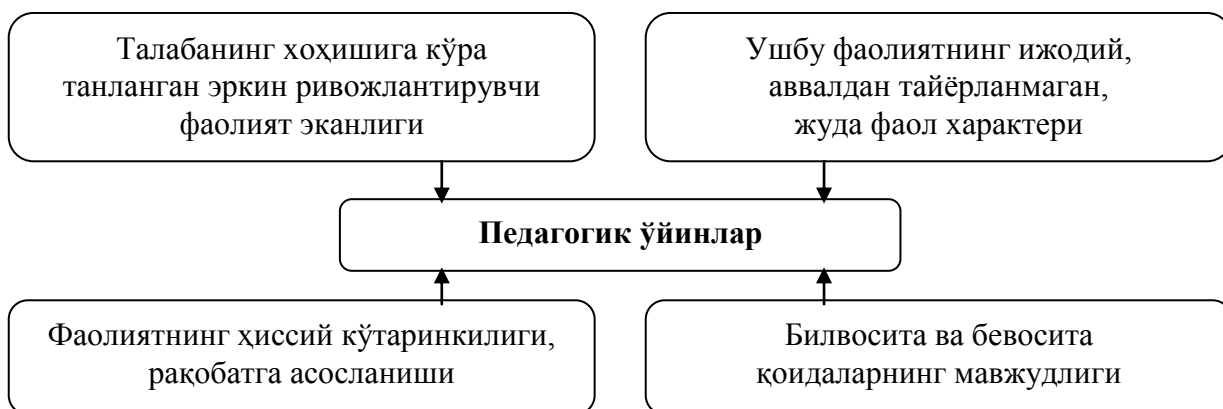 Талабанинг хоҳишига кўра
танланган эркин ривожлантирувчи
фаолият эканлиги
Ушбу фаолиятнинг ижодий,
аввалдан тайёрланмаган,
жуда фаол характери
Педагогик ўйинлар
Фаолиятнинг ҳиссий кўтаринкилиги,
рақобатга асосланиши
Билвосита ва бевосита
қоидаларнинг мавжудлиги